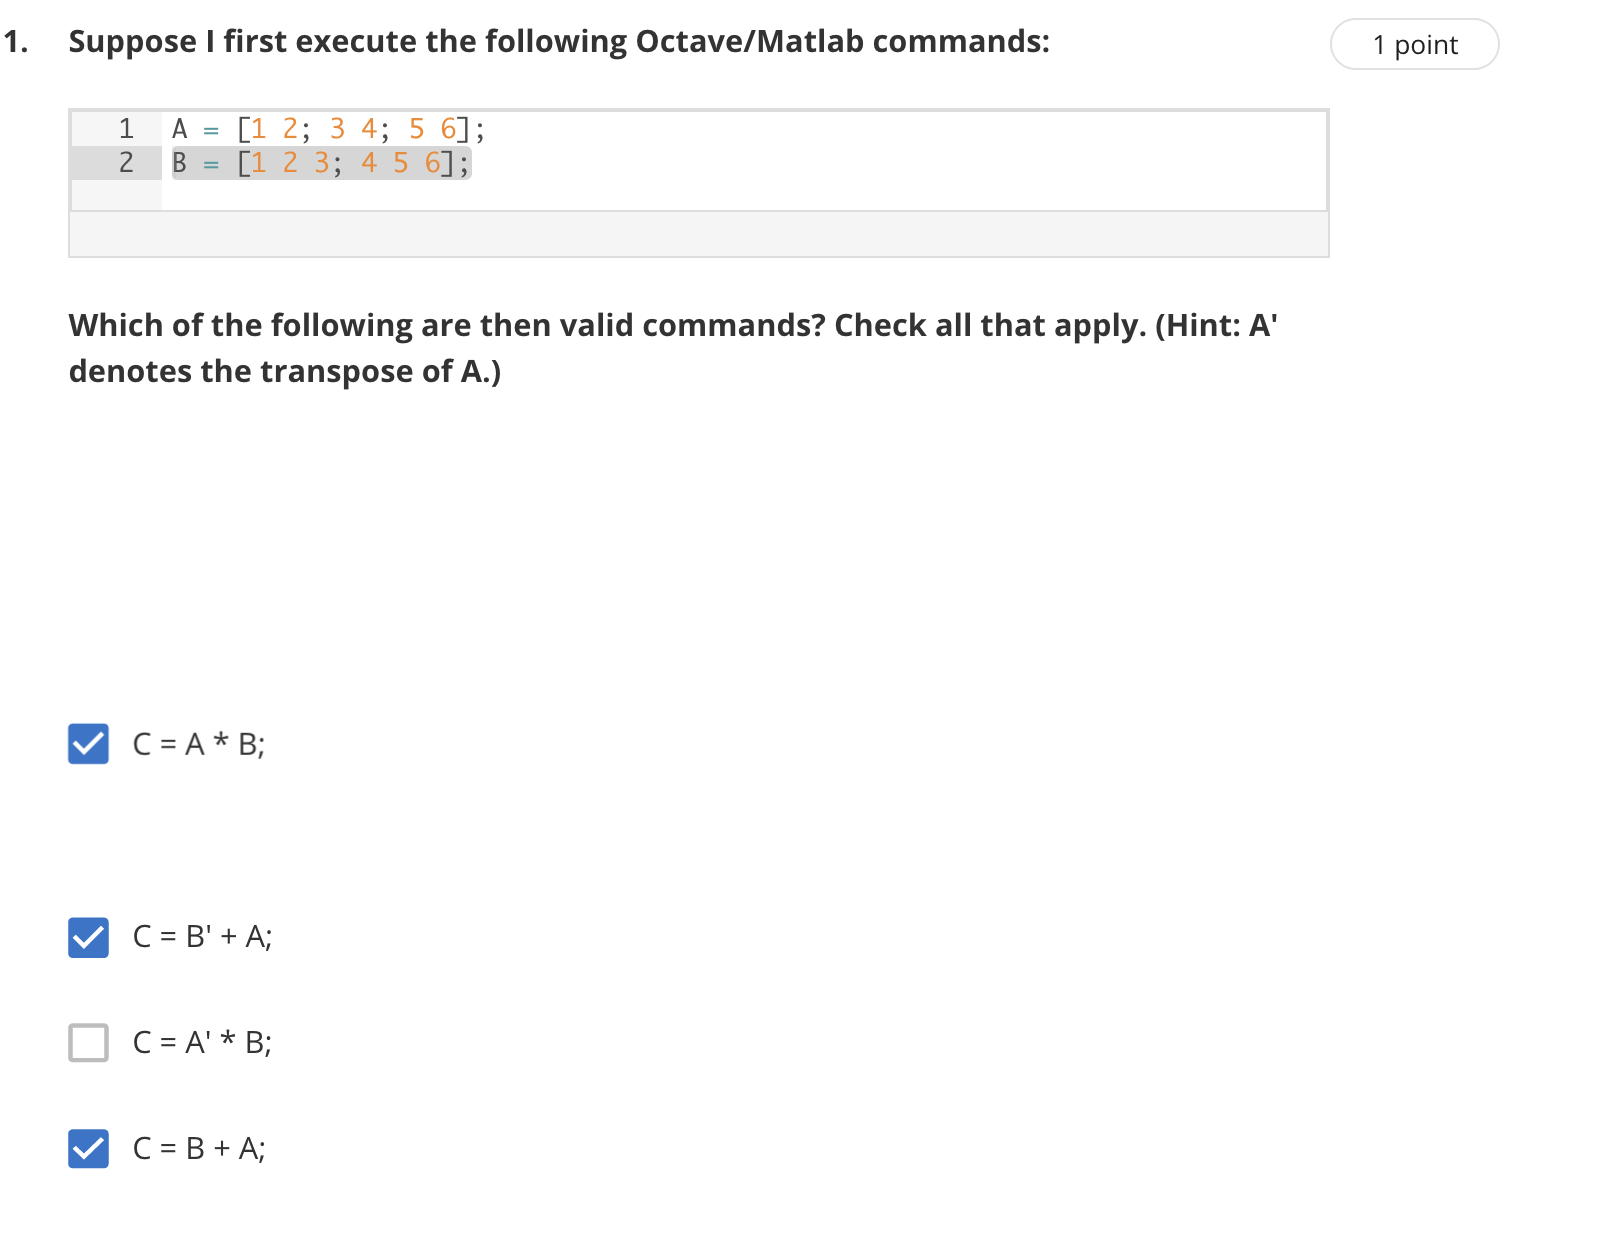 1. Suppose I first execute the following Octave/Matlab commands:
1 point
1 A = [1 2; 3 4; 5 6];
2 B = [1 2 3; 4 5 6];
Which of the following are then valid commands? Check all that apply. (Hint: A'
denotes the transpose of A.)
C = A * B;
C = B' + A;
C = A' * B;
C = B + A;